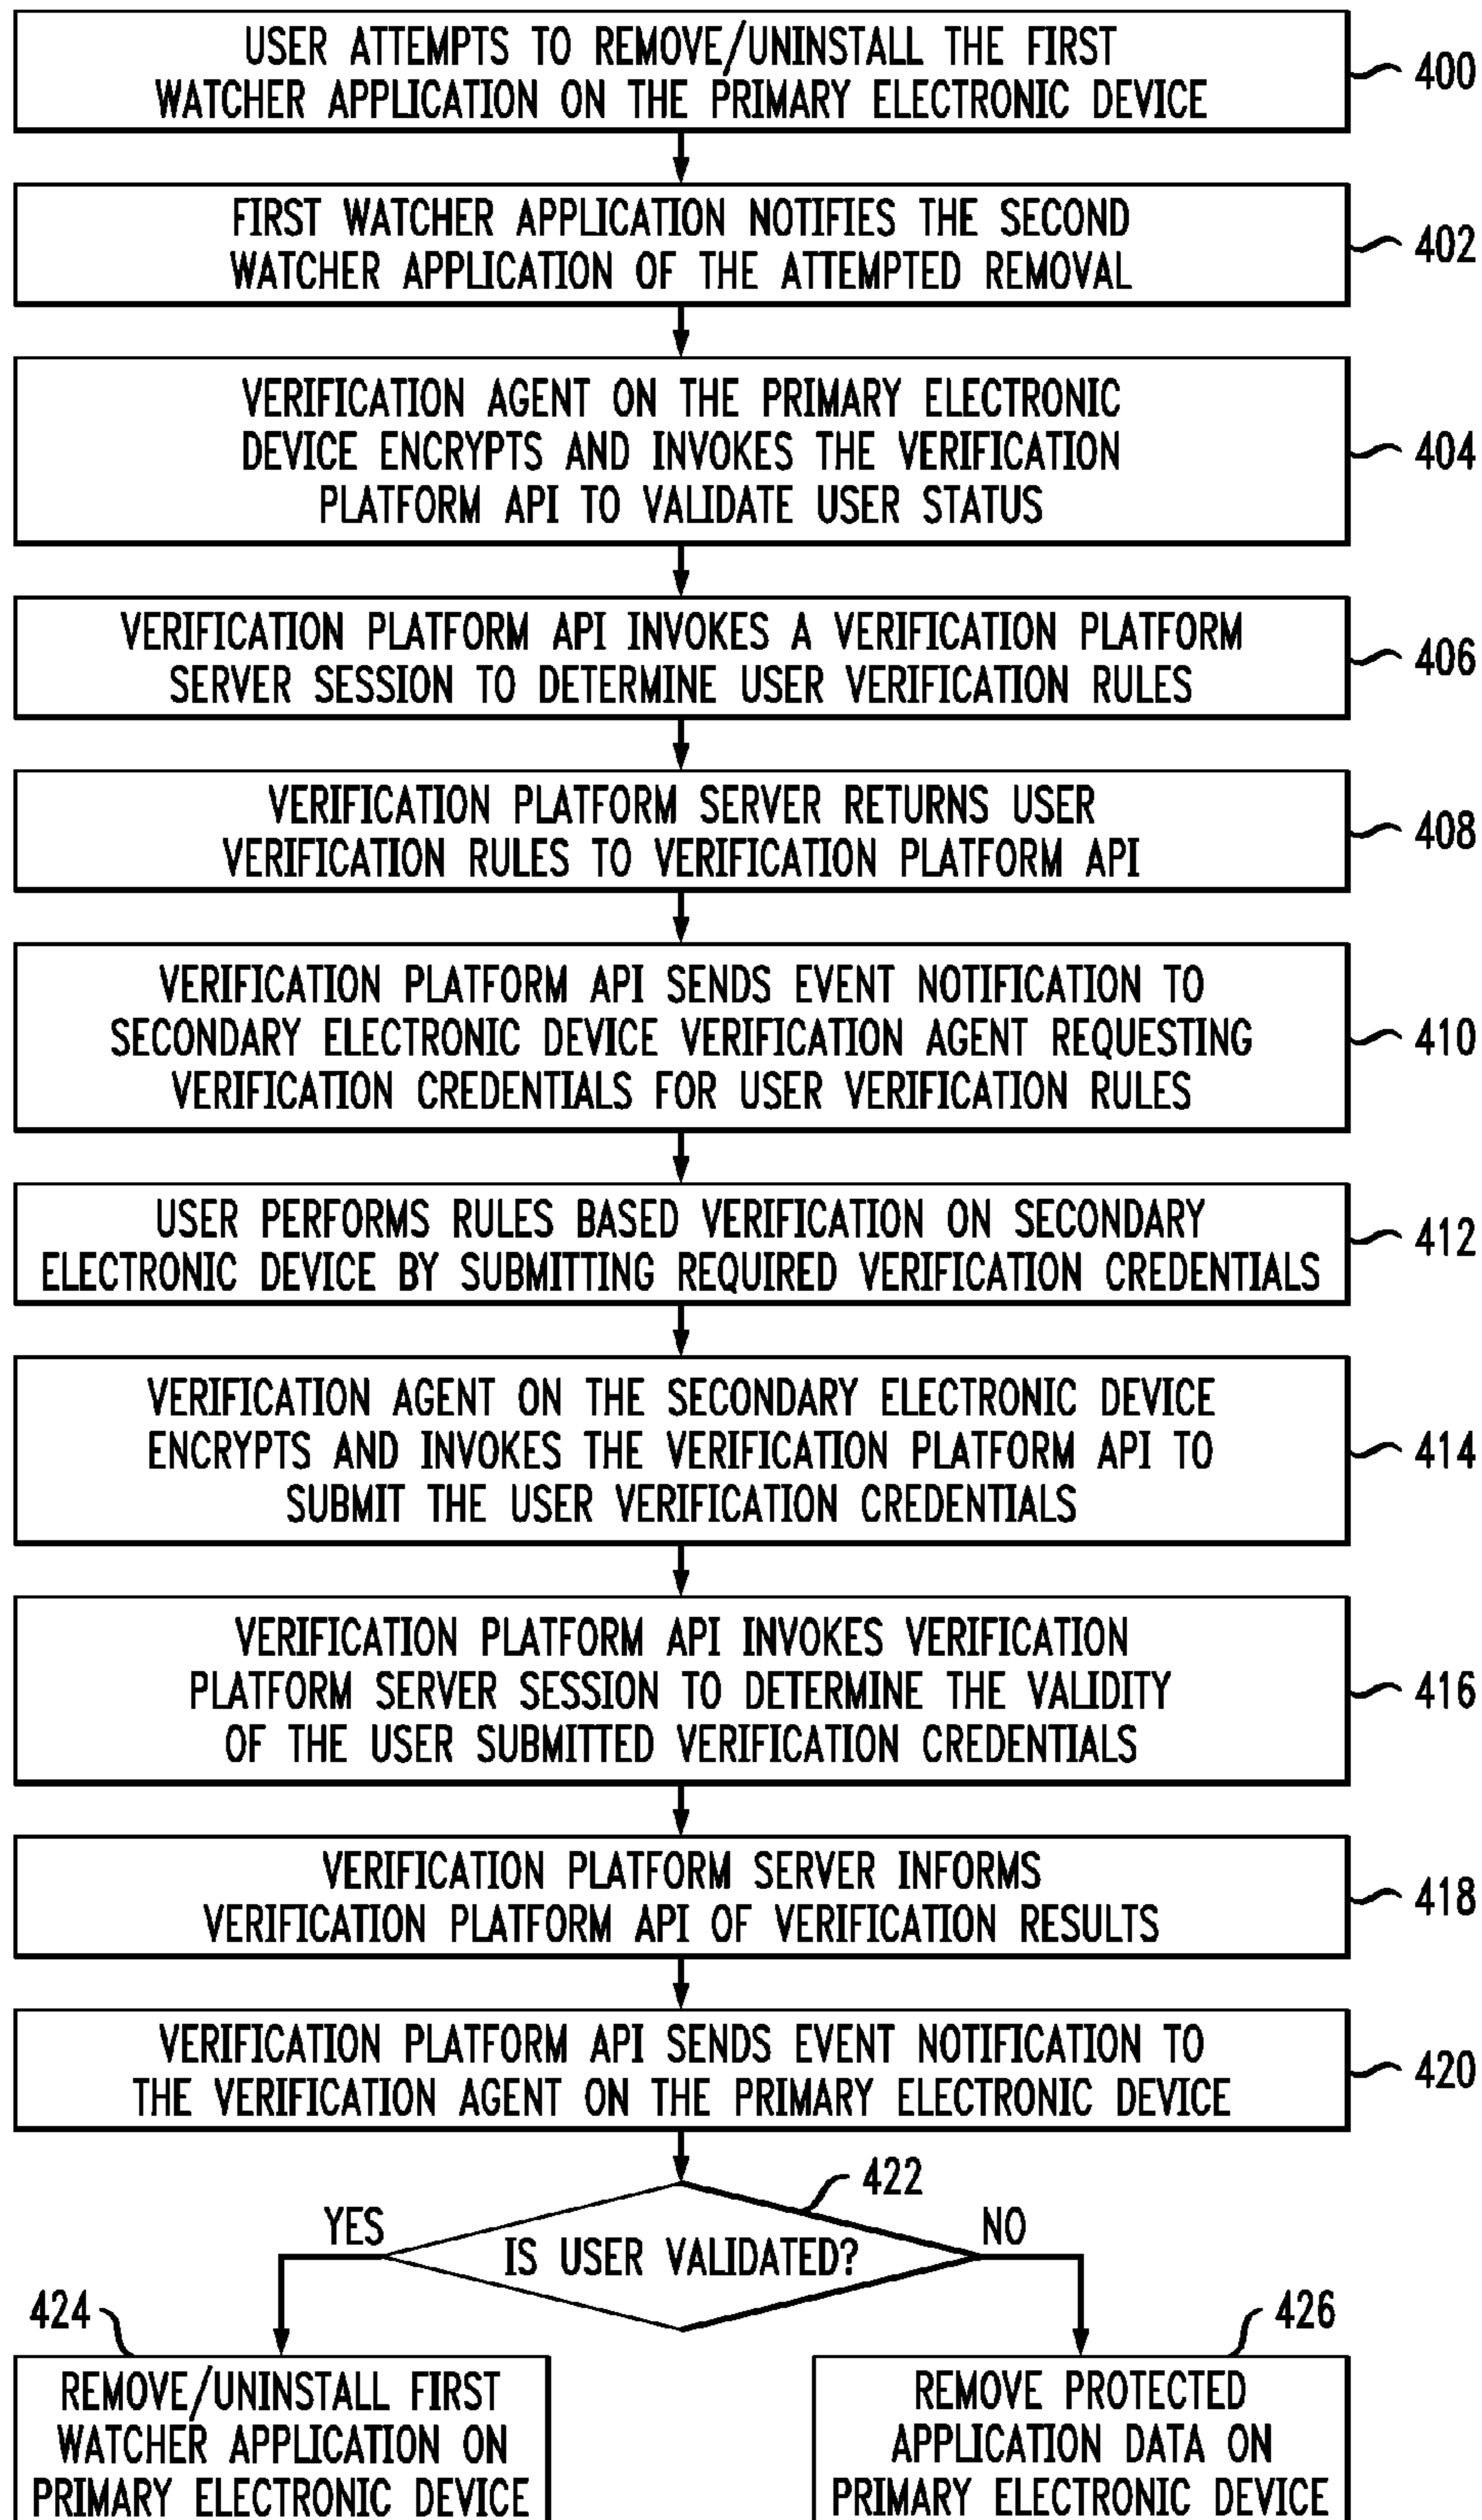 USER ATTEMPTS TO REMOVE/UNINSTALL THE FIRST
WATCHER APPLICATION ON THE PRIMARY ELECTRONIC DEVICE
400
FIRST WATCHER APPLICATION NOTIFIES THE SECOND
WATCHER APPLICATION OF THE ATTEMPTED REMOVAL
402
VERIFICATION AGENT ON THE PRIMARY ELECTRONIC
DEVICE ENCRYPTS AND INVOKES THE VERIFICATION
PLATFORM API TO VALIDATE USER STATUS
404
VERIFICATION PLATFORM API INVOKES A VERIFICATION PLATFORM
SERVER SESSION TO DETERMINE USER VERIFICATION RULES
406
VERIFICATION PLATFORM SERVER RETURNS USER
VERIFICATION RULES TO VERIFICATION PLATFORM API
408
VERIFICATION PLATFORM API SENDS EVENT NOTIFICATION TO
SECONDARY ELECTRONIC DEVICE VERIFICATION AGENT REQUESTING
VERIFICATION CREDENTIALS FOR USER VERIFICATION RULES
410
USER PERFORMS RULES BASED VERIFICATION ON SECONDARY
ELECTRONIC DEVICE BY SUBMITTING REQUIRED VERIFICATION CREDENTIALS
412
VERIFICATION AGENT ON THE SECONDARY ELECTRONIC DEVICE
ENCRYPTS AND INVOKES THE VERIFICATION PLATFORM API TO
SUBMIT THE USER VERIFICATION CREDENTIALS
414
VERIFICATION PLATFORM API INVOKES VERIFICATION
PLATFORM SERVER SESSION TO DETERMINE THE VALIDITY
OF THE USER SUBMITTED VERIFICATION CREDENTIALS
416
VERIFICATION PLATFORM SERVER INFORMS
VERIFICATION PLATFORM API OF VERIFICATION RESULTS
418
VERIFICATION PLATFORM API SENDS EVENT NOTIFICATION TO
THE VERIFICATION AGENT ON THE PRIMARY ELECTRONIC DEVICE
420
422
YES
IS USER VALIDATED?
NO
424
REMOVE/UNINSTALL FIRST
WATCHER APPLICATION ON
PRIMARY ELECTRONIC DEVICE
426
REMOVE PROTECTED
APPLICATION DATA ON
PRIMARY ELECTRONIC DEVICE